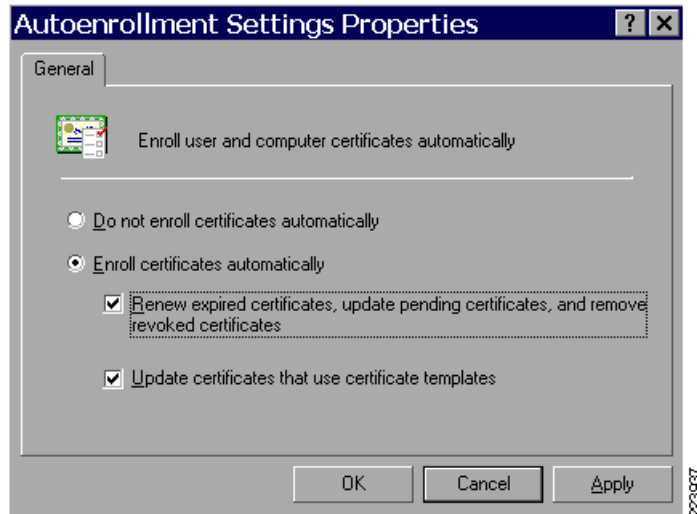 Autoenrollment Settings Properties
? X
General
Enroll user and computer certificates automatically
Do not enroll certificates automatically
Enroll certificates automatically
Renew expired certificates, update pending certificates, and remove
revoked certificates
Update certificates that use certificate templates
OK Cancel Apply
223937